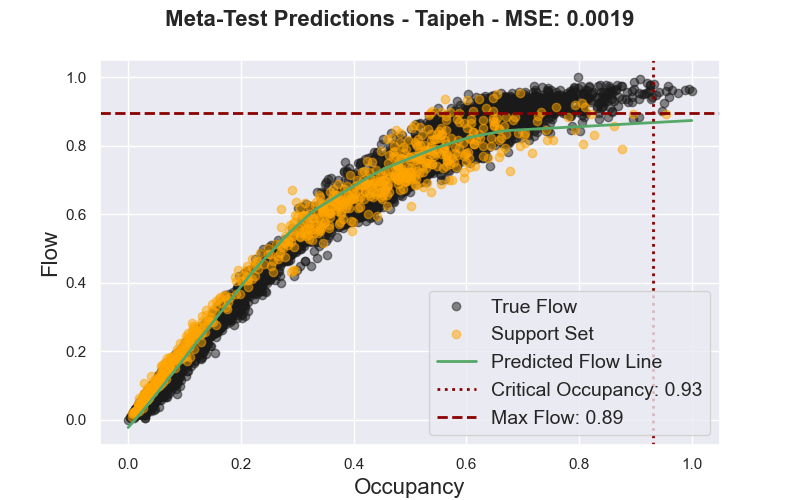 Meta-Test Predictions - Taipeh - MSE: 0.0019
1.0
0.8
0.6
0.4
0.2
0.0
Flow
True Flow
Support Set
Predicted Flow Line
Critical Occupancy: 0.93
Max Flow: 0.89
0.0 0.2 0.4 0.6 0.8 1.0
Occupancy